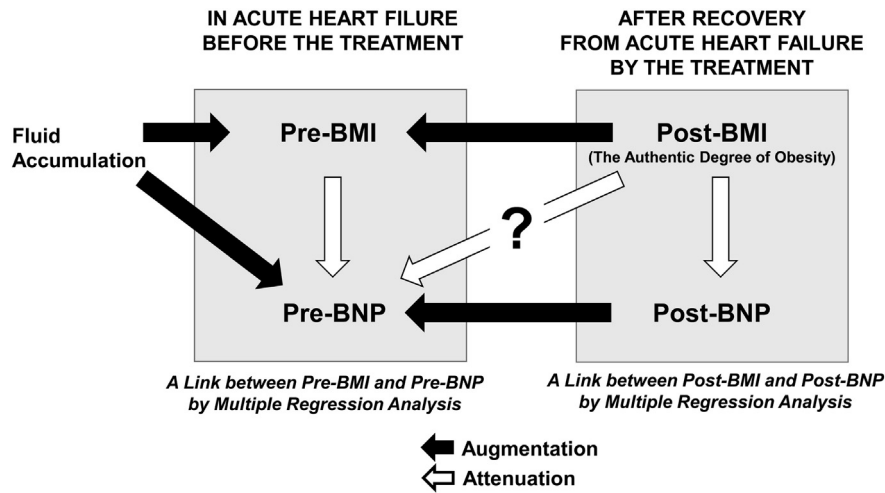 IN ACUTE HEART FILURE
BEFORE THE TREATMENT
AFTER RECOVERY
FROM ACUTE HEART FAILURE
BY THE TREATMENT
Fluid
Accumulation
Pre-BMI
Post-BMI
(The Authentic Degree of Obesity)
?
Pre-BNP
Post-BNP
A Link between Pre-BMI and Pre-BNP
by Multiple Regression Analysis
A Link between Post-BMI and Post-BNP
by Multiple Regression Analysis
Augmentation
Attenuation